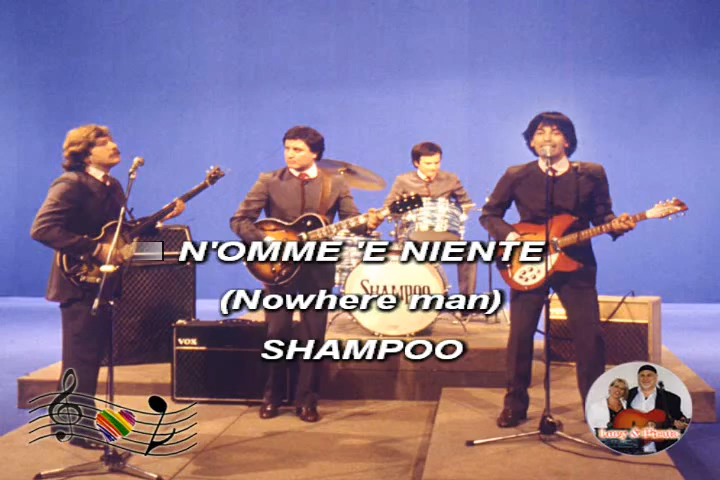 N'OMME 'E NIENTE
(Nowhere man)
SHAMPOO
SHAMPOO
VOX